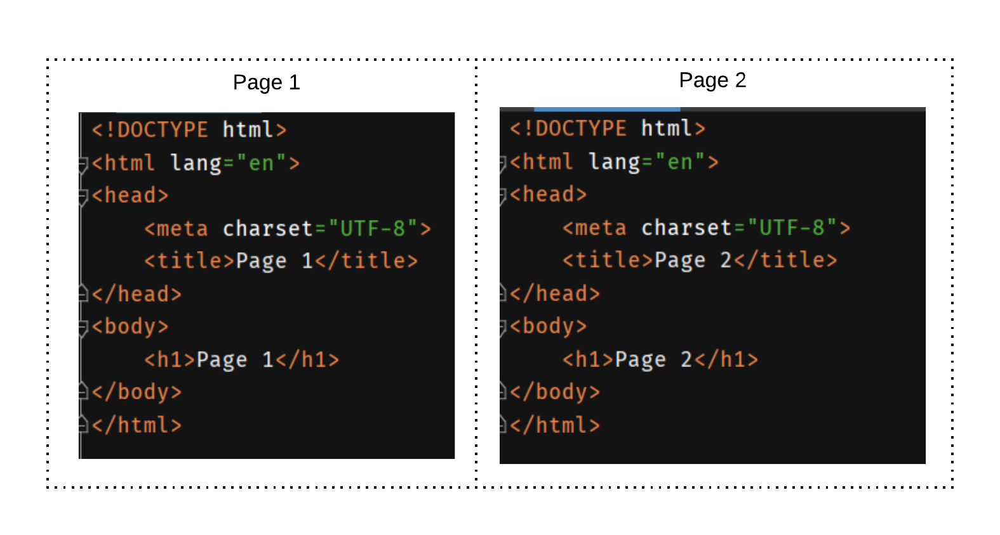 Page 1
<!DOCTYPE html>
<html lang="en">
<head>
    <meta charset="UTF-8">
    <title>Page 1</title>
</head>
<body>
    <h1>Page 1</h1>
</body>
</html>
Page 2
<!DOCTYPE html>
<html lang="en">
<head>
    <meta charset="UTF-8">
    <title>Page 2</title>
</head>
<body>
    <h1>Page 2</h1>
</body>
</html>